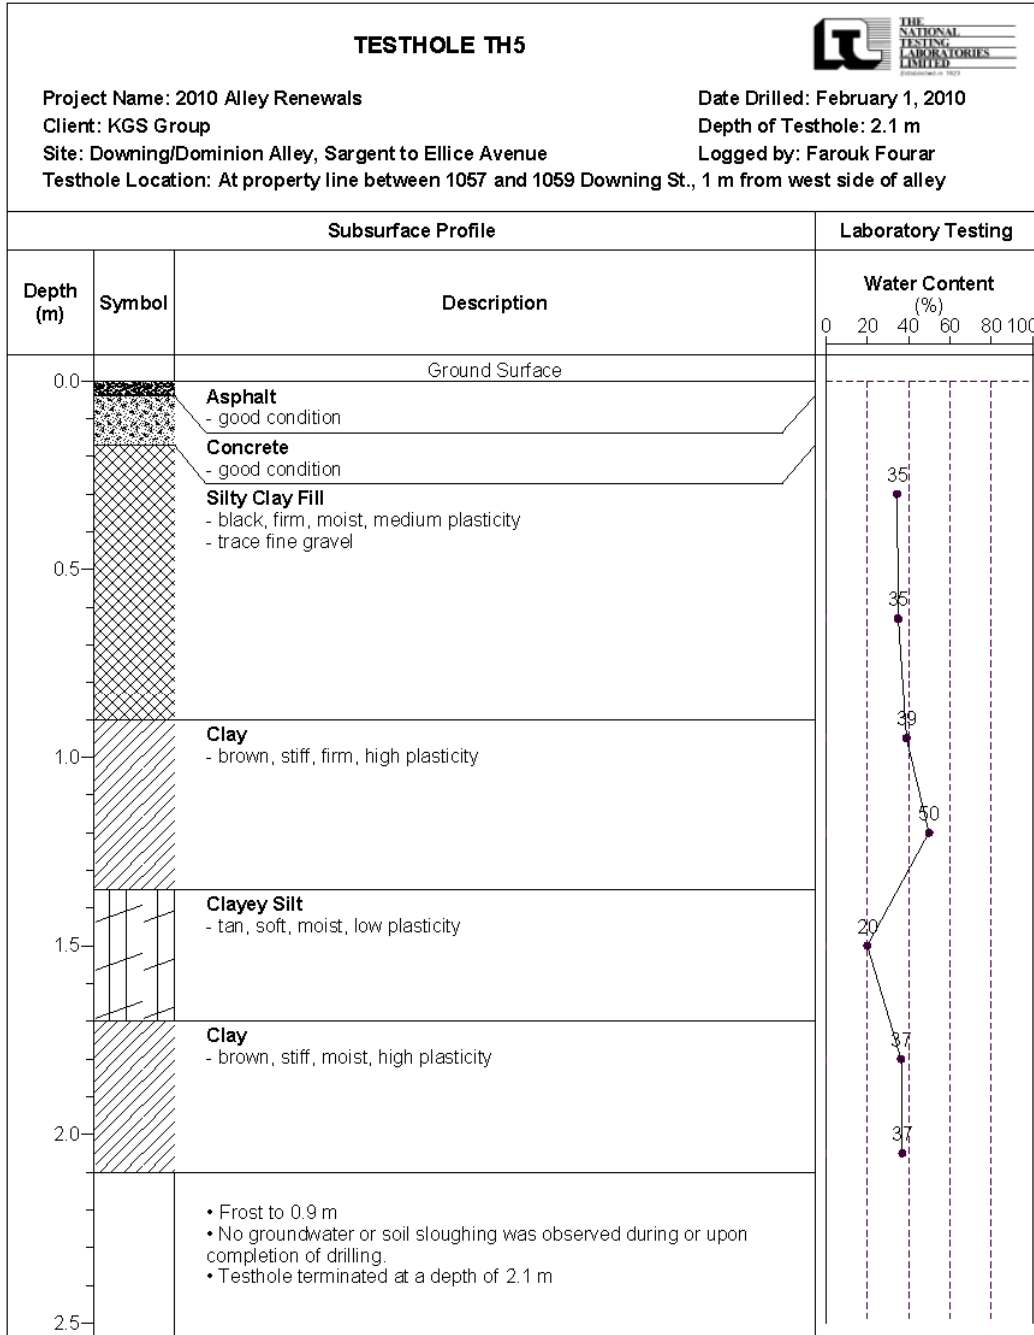 TESTHOLE TH5
THE
NATIONAL
TESTING
LABORATORIES
LIMITED
Established in 1923
Project Name: 2010 Alley Renewals
Date Drilled: February 1, 2010
Client: KGS Group
Depth of Testhole: 2.1 m
Site: Downing/Dominion Alley, Sargent to Ellice Avenue
Logged by: Farouk Fourar
Testhole Location: At property line between 1057 and 1059 Downing St., 1 m from west side of alley
Subsurface Profile
Laboratory Testing
Depth
(m)
Symbol
Description
Water Content
(%)
0 20 40 60 80 100
Ground Surface
0.0
Asphalt
- good condition
Concrete
- good condition
35
Silty Clay Fill
- black, firm, moist, medium plasticity
- trace fine gravel
0.5
35
39
Clay
- brown, stiff, firm, high plasticity
1.0
50
Clayey Silt
- tan, soft, moist, low plasticity
20
1.5
Clay
37
- brown, stiff, moist, high plasticity
2.0
37
• Frost to 0.9 m
• No groundwater or soil sloughing was observed during or upon
completion of drilling.
• Testhole terminated at a depth of 2.1 m
2.5